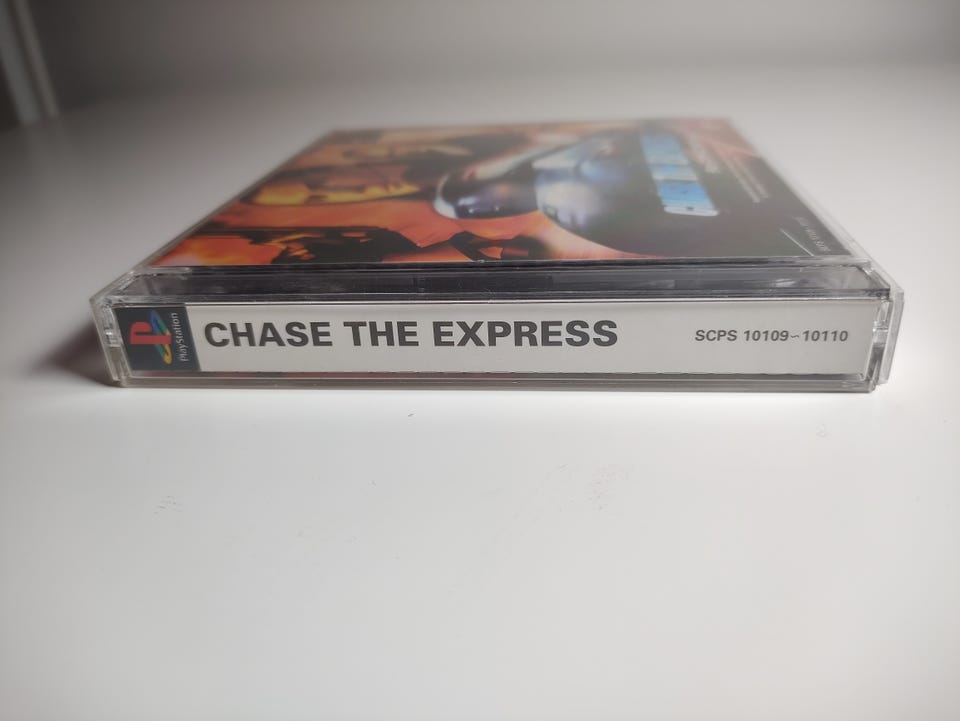 PlayStation
CHASE THE EXPRESS
SCPS 10109~10110